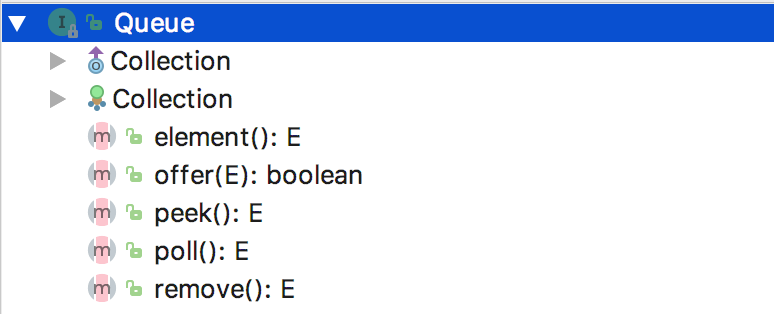 Queue
Collection
Collection
element(): E
offer(E): boolean
peek(): E
poll(): E
remove(): E